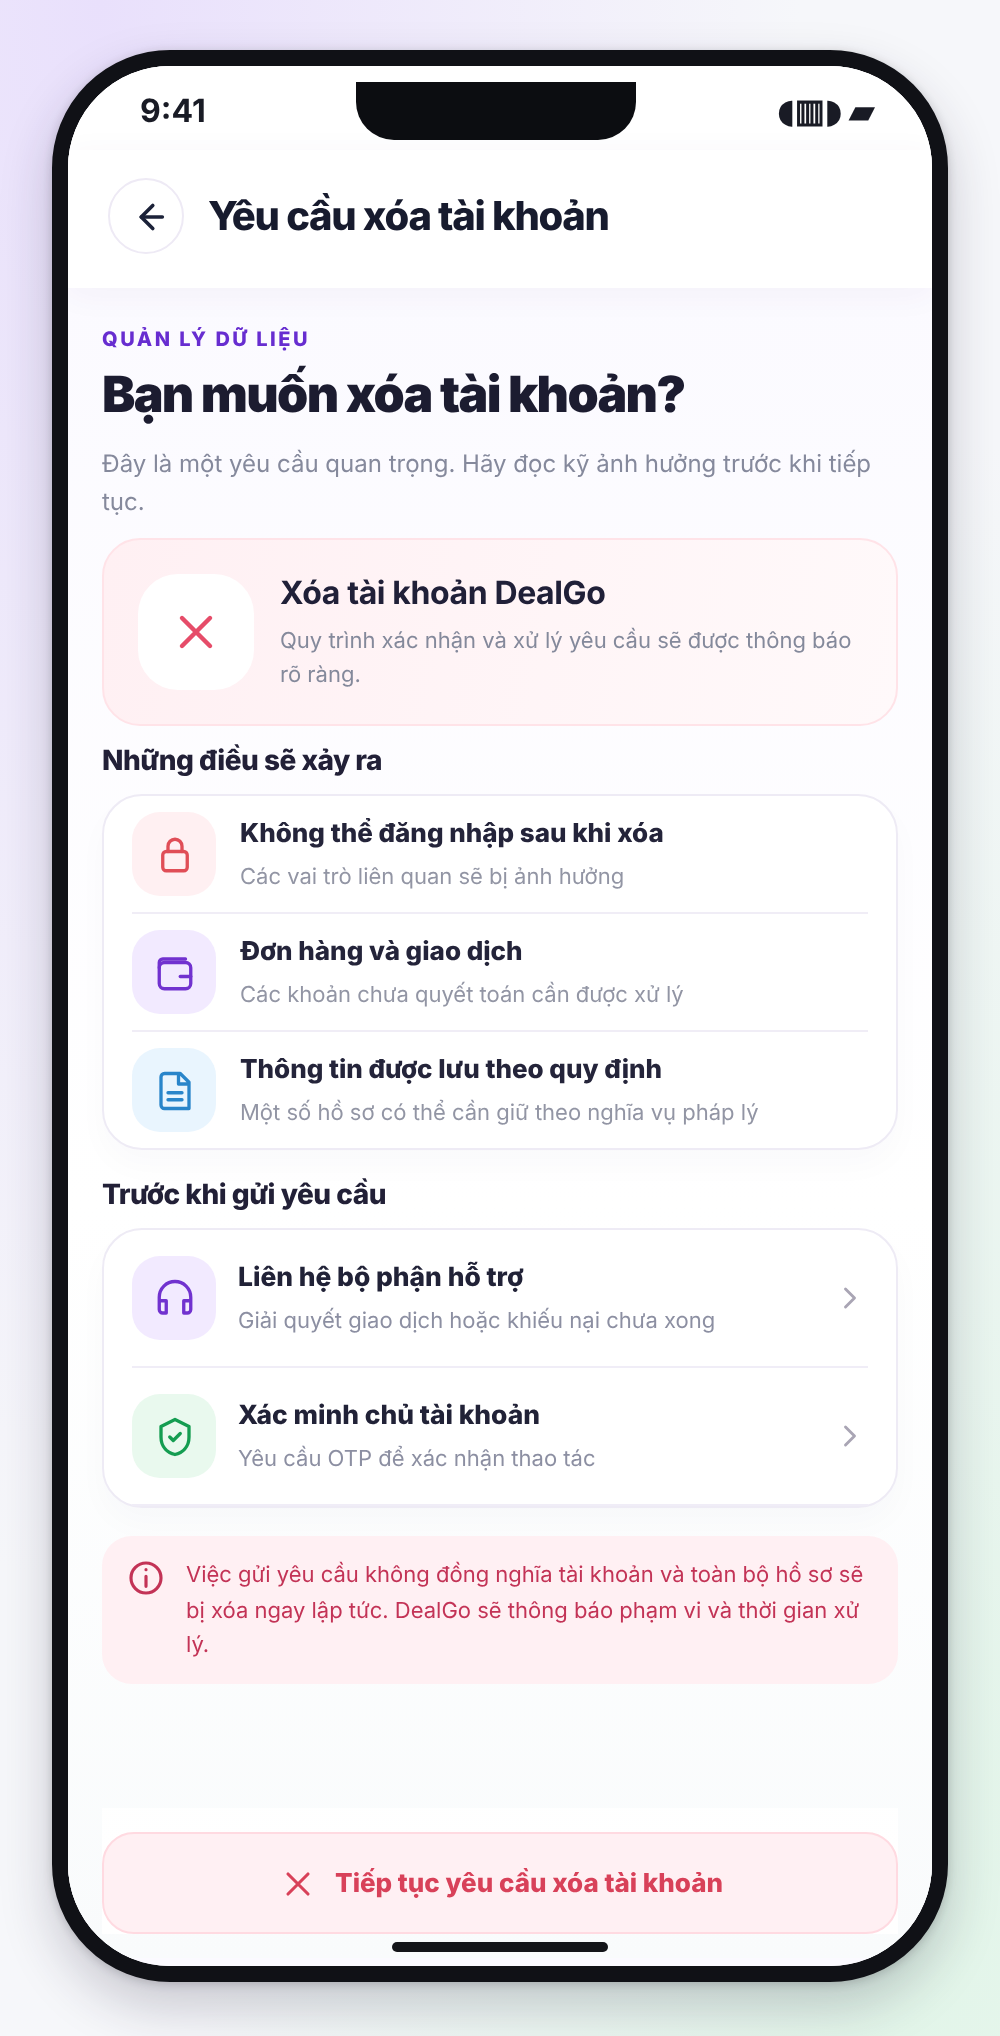 9:41
Yêu cầu xóa tài khoản
QUẢN LÝ DỮ LIỆU
Bạn muốn xóa tài khoản?
Đây là một yêu cầu quan trọng. Hãy đọc kỹ ảnh hưởng trước khi tiếp
tục.
Xóa tài khoản DealGo
Quy trình xác nhận và xử lý yêu cầu sẽ được thông báo
rõ ràng.
Những điều sẽ xảy ra
Không thể đăng nhập sau khi xóa
Các vai trò liên quan sẽ bị ảnh hưởng
Đơn hàng và giao dịch
Các khoản chưa quyết toán cần được xử lý
Thông tin được lưu theo quy định
Một số hồ sơ có thể cần giữ theo nghĩa vụ pháp lý
Trước khi gửi yêu cầu
Liên hệ bộ phận hỗ trợ
Giải quyết giao dịch hoặc khiếu nại chưa xong
Xác minh chủ tài khoản
Yêu cầu OTP để xác nhận thao tác
Việc gửi yêu cầu không đồng nghĩa tài khoản và toàn bộ hồ sơ sẽ
bị xóa ngay lập tức. DealGo sẽ thông báo phạm vi và thời gian xử
lý.
Tiếp tục yêu cầu xóa tài khoản